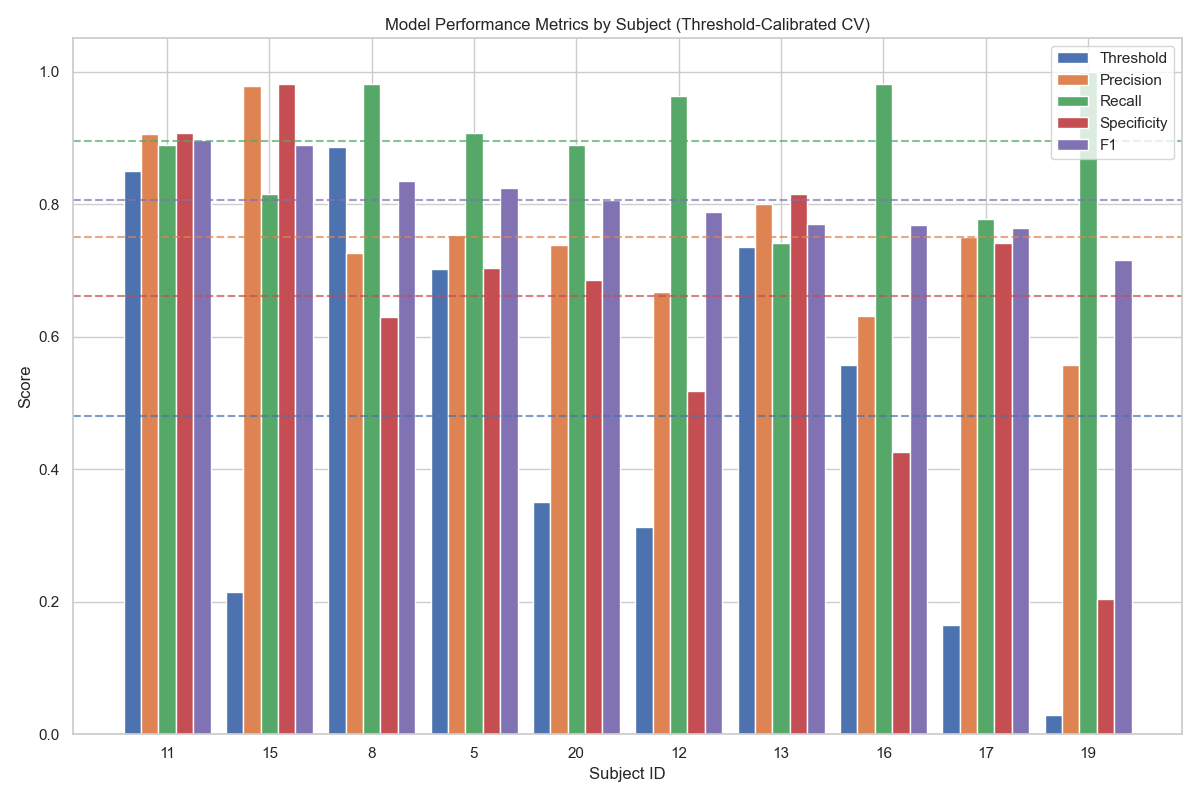 Model Performance Metrics by Subject (Threshold-Calibrated CV)
Threshold
Precision
Recall
Specificity
F1
1.0
0.8
0.6
0.4
0.2
0.0
Score
11 15 8 5 20 12 13 16 17 19
Subject ID